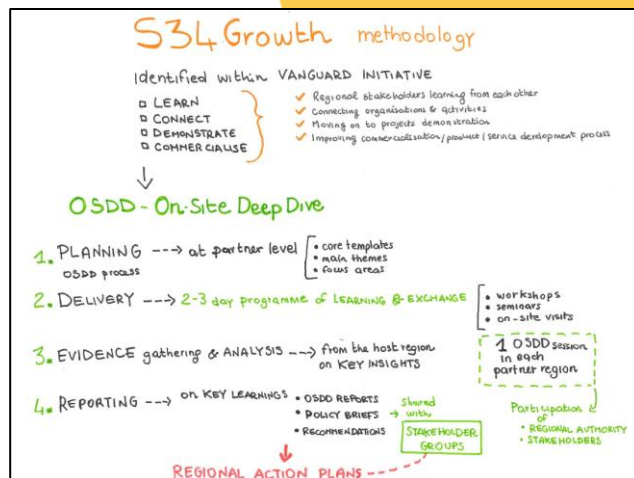 S34Growth methodology
Identified within VANGUARD INITIATIVE
□ LEARN
□ CONNECT
□ DEMONSTRATE
□ COMMERCIALISE
✓ Regional stakeholders learning from each other
✓ Connecting organisations & activities
✓ Moving on to projects demonstration
✓ Improving commercialisation/product/service development process
OSDD - On-Site Deep Dive
1. PLANNING ---> at partner level
OSDD process
• core templates
• main themes
• focus areas
2. DELIVERY ---> 2-3 day programme of LEARNING & EXCHANGE
• workshops
• seminars
• on-site visits
3. EVIDENCE gathering & ANALYSIS ---> from the host region
on KEY INSIGHTS
1 OSDD session
in each
partner region
4. REPORTING ---> on KEY LEARNINGS
• OSDD REPORTS
• POLICY BRIEFS
• RECOMMENDATIONS
Shared
with
STAKEHOLDER
GROUPS
Participation
of
• REGIONAL AUTHORITY
• STAKEHOLDERS
REGIONAL ACTION PLANS